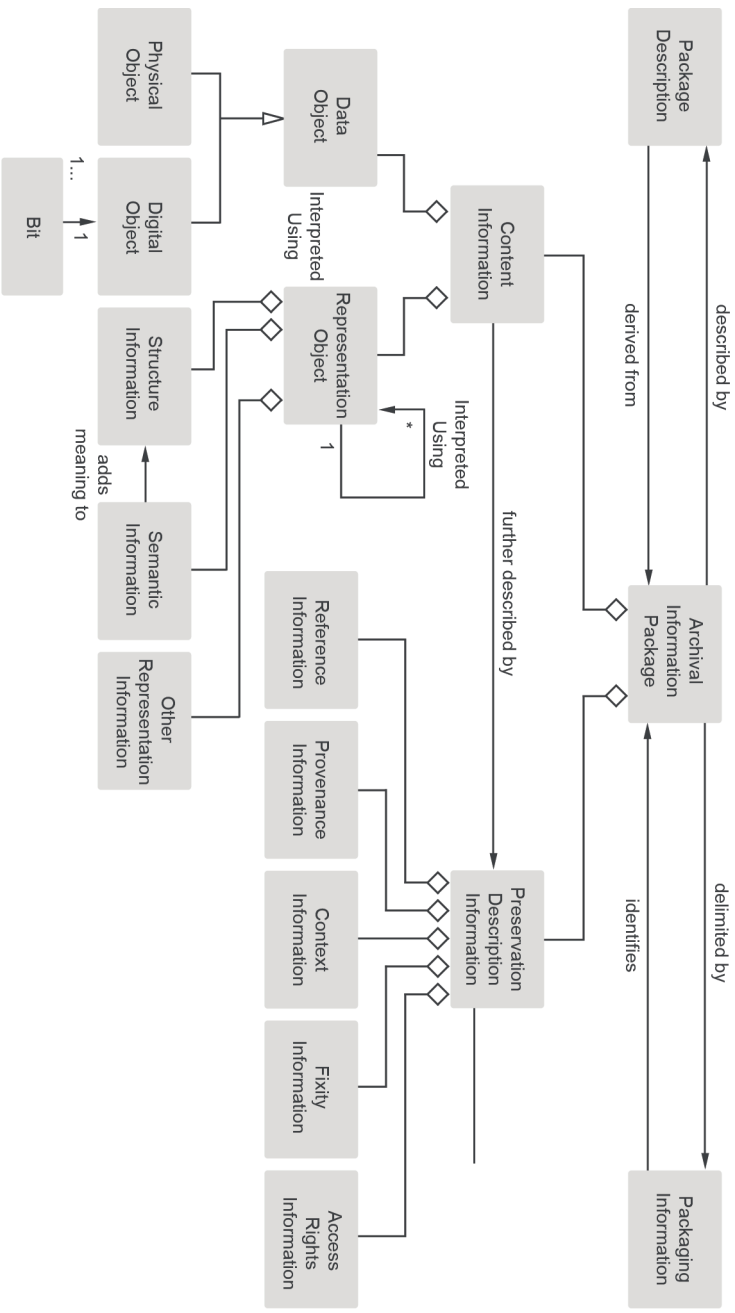 Package
Description
described by
derived from
Archival
Information
Package
delimited by
identifies
Packaging
Information
Content
Information
further described by
Preservation
Description
Information
Data
Object
Interpreted
Using
Representation
Object
Interpreted
Using
*
1
Reference
Information
Provenance
Information
Context
Information
Fixity
Information
Access
Rights
Information
Physical
Object
Digital
Object
Structure
Information
adds
meaning to
Semantic
Information
Other
Representation
Information
1...
1
Bit